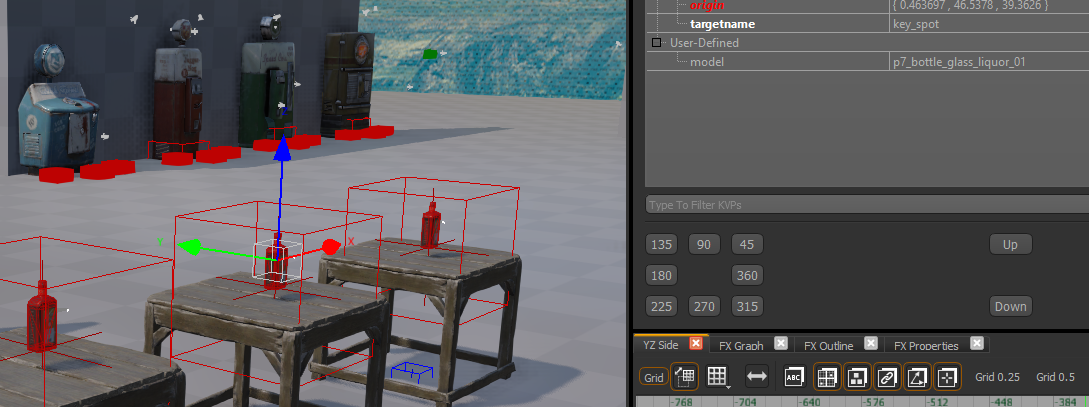 origin { 0.463697 , 46.5378 , 39.3626 }
targetname key_spot
User-Defined
model p7_bottle_glass_liquor_01
Type To Filter KVPs
135 90 45 Up
180 360
225 270 315 Down
YZ Side FX Graph FX Outline FX Properties
Grid ABC Grid 0.25 Grid 0.5
-768 -704 -640 -576 -512 -448 -384
Y
X